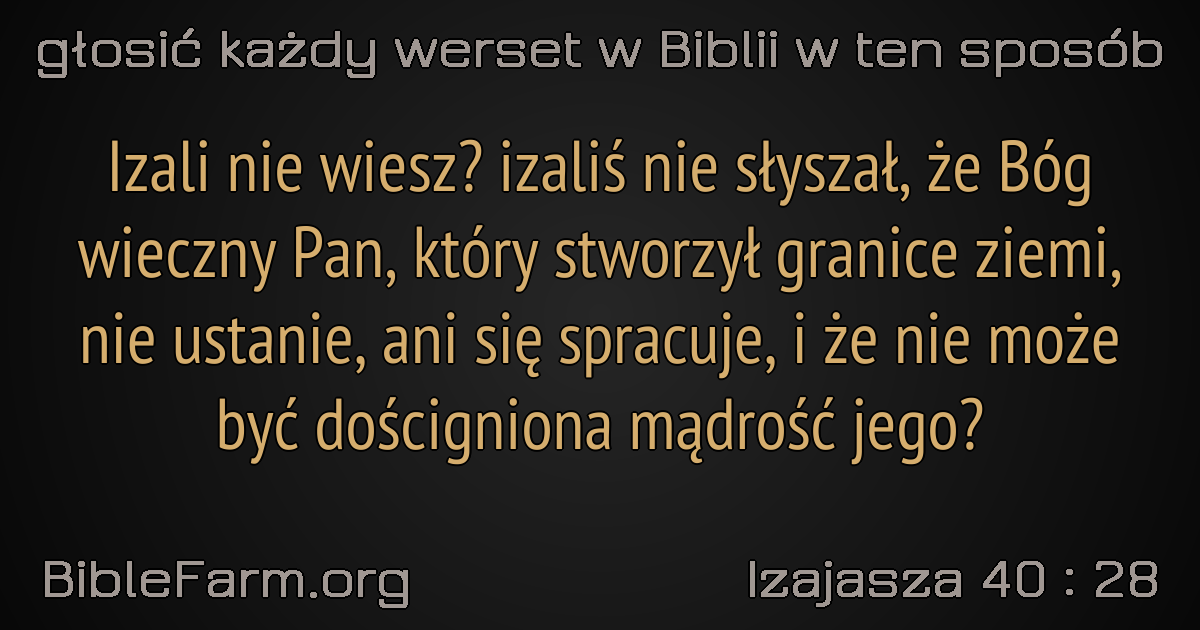 głosić każdy werset w Biblii w ten sposób
Izali nie wiesz? izaliś nie słyszał, że Bóg
wieczny Pan, który stworzył granice ziemi,
nie ustanie, ani się spracuje, i że nie może
być dościgniona mądrość jego?
BibleFarm.org
Izajasza 40 : 28